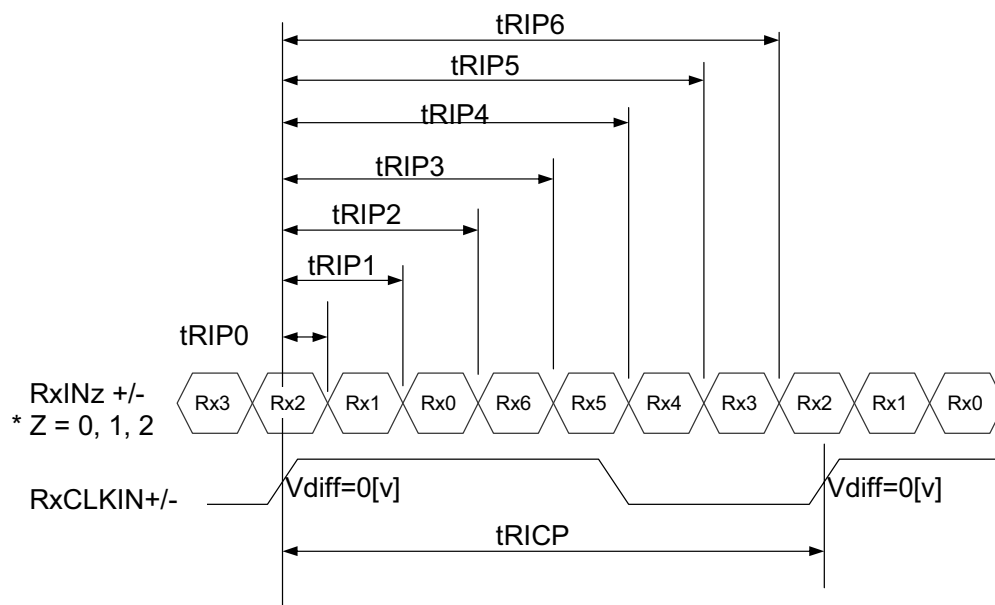 tRIP6
tRIP5
tRIP4
tRIP3
tRIP2
tRIP1
tRIP0
RxINz +/-
* Z = 0, 1, 2
Rx3 Rx2 Rx1 Rx0 Rx6 Rx5 Rx4 Rx3 Rx2 Rx1 Rx0
RxCLKIN+/-
Vdiff=0[v] Vdiff=0[v]
tRICP